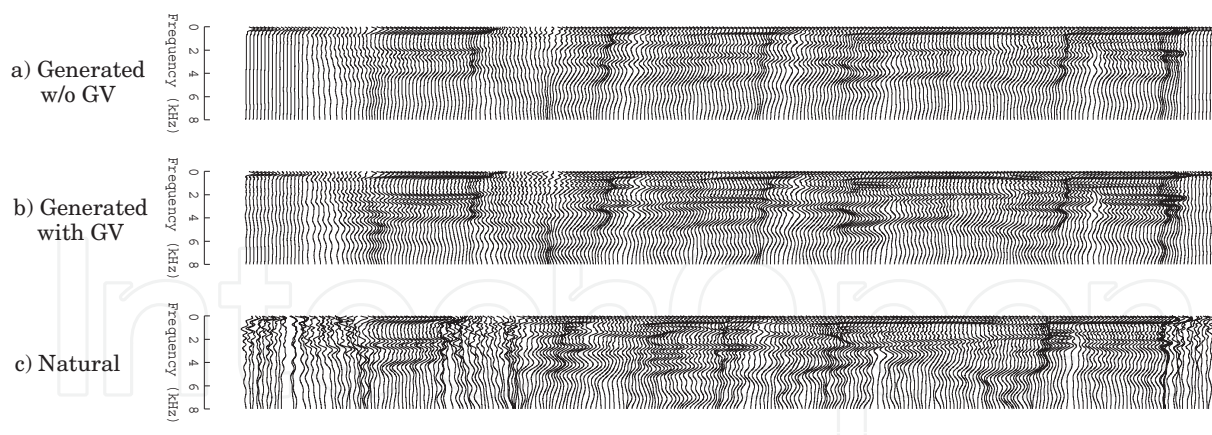 a) Generated
w/o GV
Frequency (kHz)
0
2
4
6
8
b) Generated
with GV
Frequency (kHz)
0
2
4
6
8
c) Natural
Frequency (kHz)
0
2
4
6
8
IntechOpen